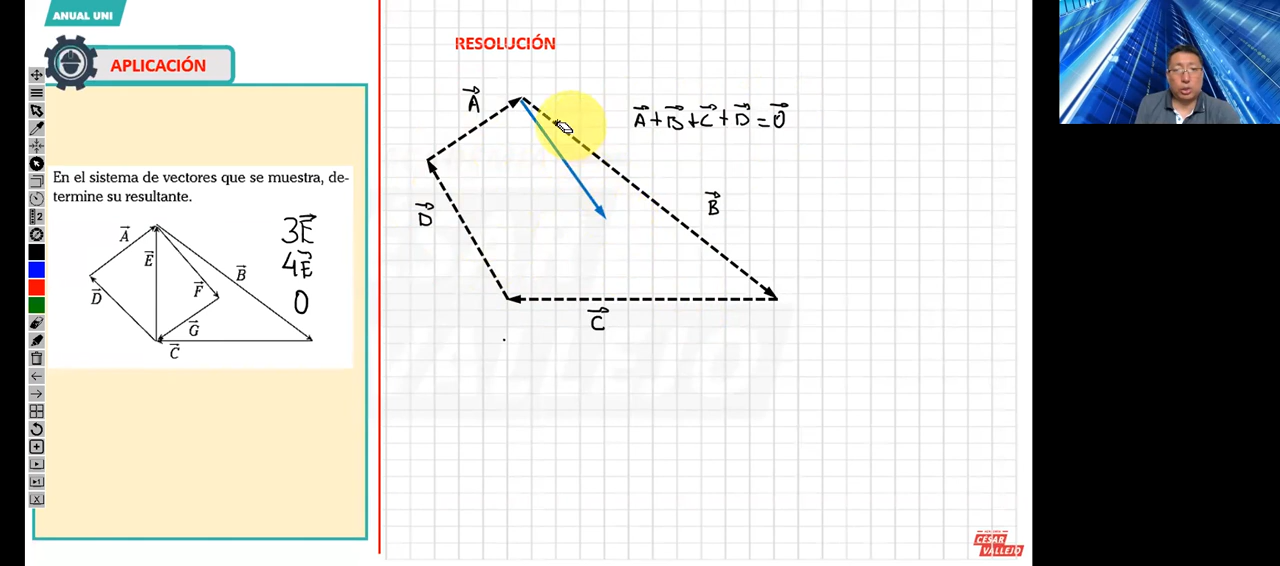 ANUAL UNI
APLICACIÓN
En el sistema de vectores que se muestra, de-
termine su resultante.
A
E
B
D
F
G
C
3E
4E
0
RESOLUCIÓN
A
A + B + C + D = 0
B
D
C
CÉSAR
VALLEJO